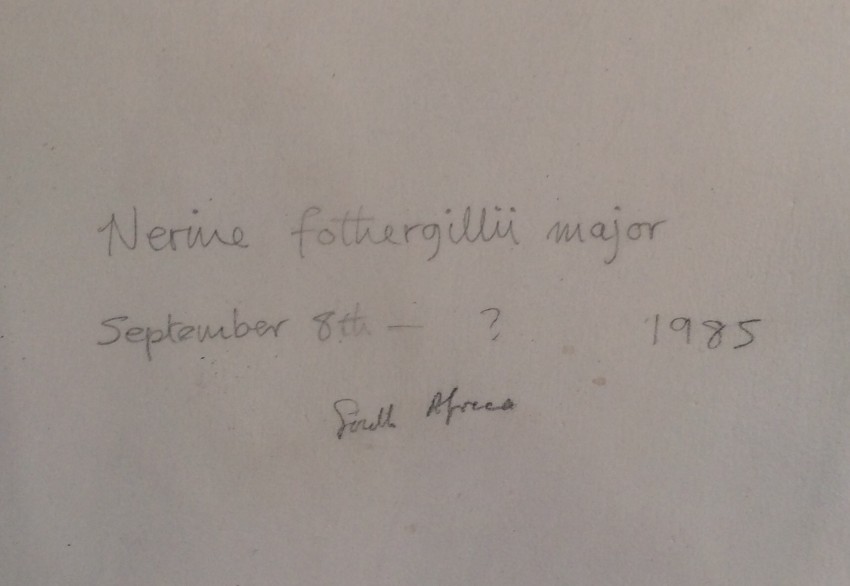 Nerine fothergillii major
September 8th — ? 1985
South Africa